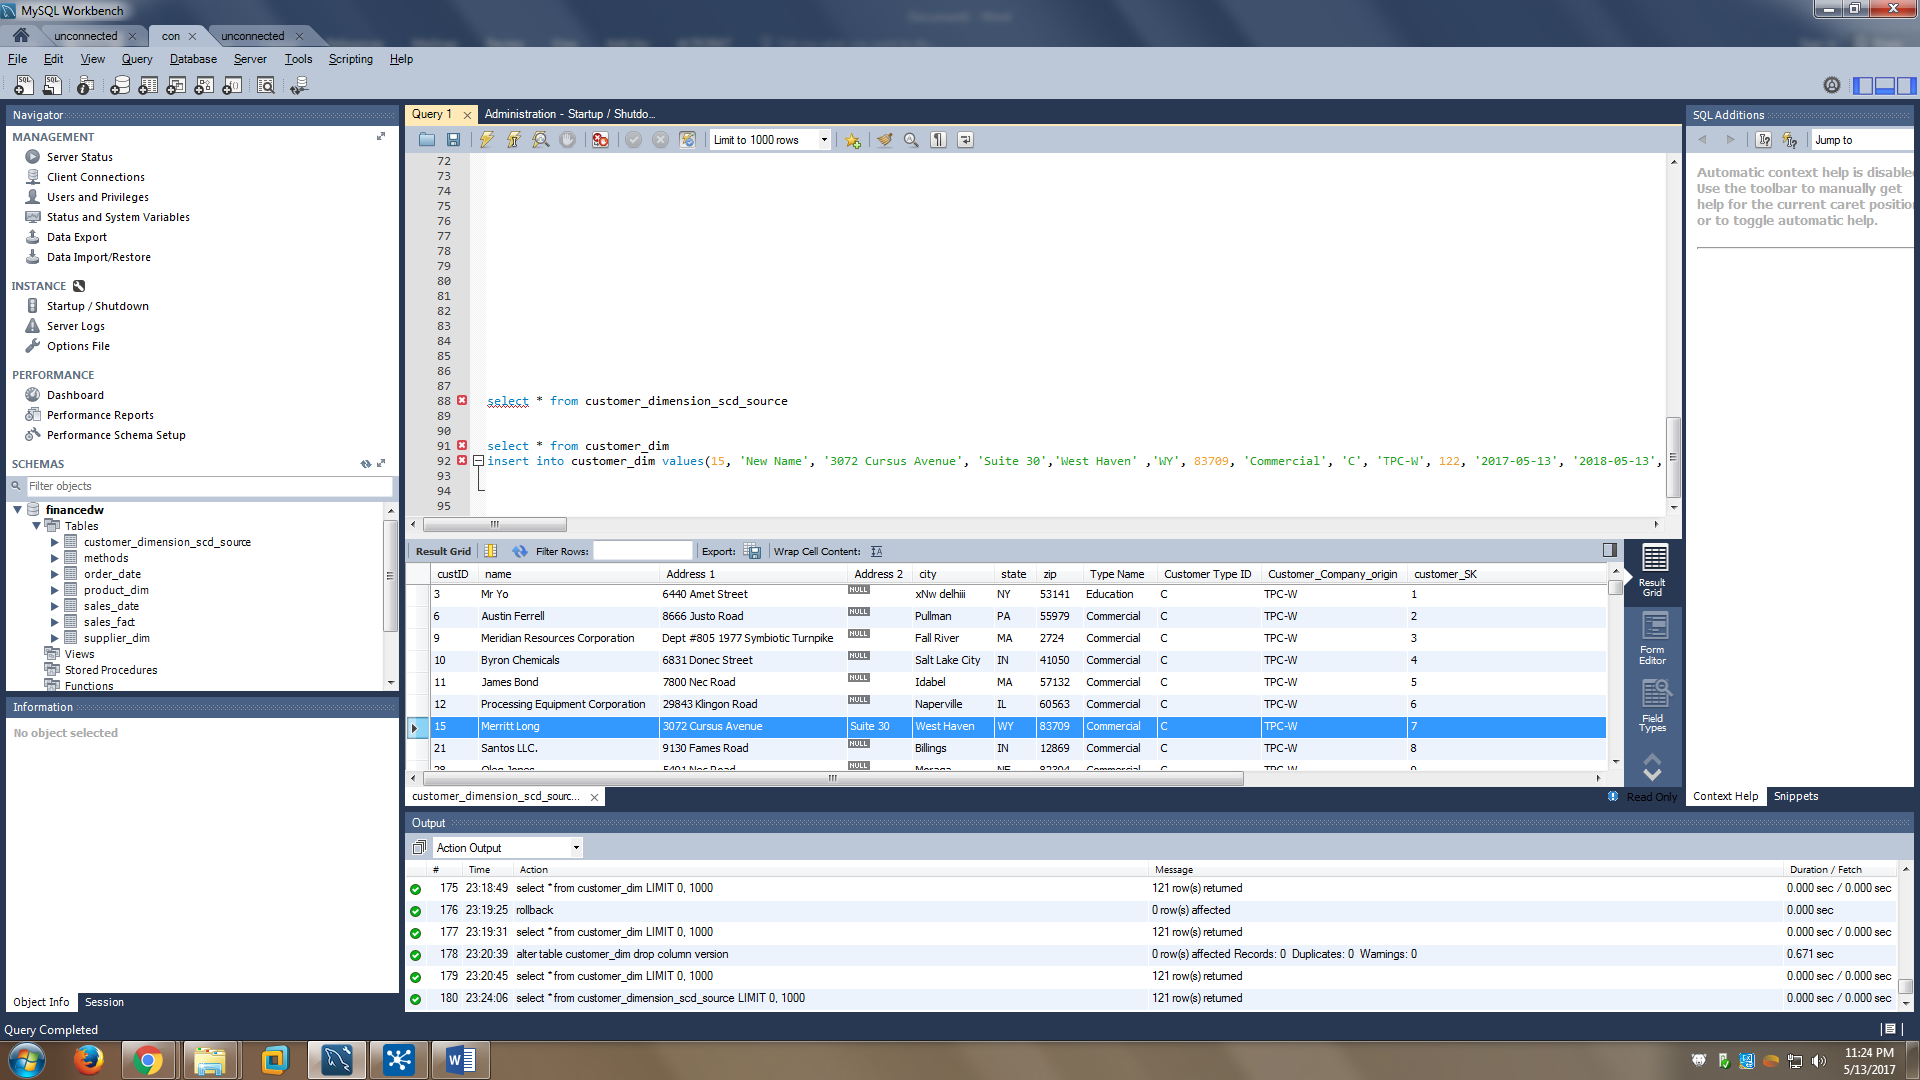 MySQL Workbench
unconnected
con
unconnected
File Edit View Query Database Server Tools Scripting Help
Navigator
MANAGEMENT
Server Status
Client Connections
Users and Privileges
Status and System Variables
Data Export
Data Import/Restore
INSTANCE
Startup / Shutdown
Server Logs
Options File
PERFORMANCE
Dashboard
Performance Reports
Performance Schema Setup
SCHEMAS
Filter objects
financedw
Tables
customer_dimension_scd_source
methods
order_date
product_dim
sales_date
sales_fact
supplier_dim
Views
Stored Procedures
Functions
Information
No object selected
Object Info Session
Query Completed
Query 1 Administration - Startup / Shutdo...
Limit to 1000 rows
72
73
74
75
76
77
78
79
80
81
82
83
84
85
86
87
88 select * from customer_dimension_scd_source
89
90
91 select * from customer_dim
92 insert into customer_dim values(15, 'New Name', '3072 Cursus Avenue', 'Suite 30','West Haven' ,'WY', 83709, 'Commercial', 'C', 'TPC-W', 122, '2017-05-13', '2018-05-13',
93
94
95
Result Grid Filter Rows: Export: Wrap Cell Content:
custID name Address 1 Address 2 city state zip Type Name Customer Type ID Customer_Company_origin customer_SK
3 Mr Yo 6440 Amet Street NULL xNw delhiii NY 53141 Education C TPC-W 1
6 Austin Ferrell 8666 Justo Road NULL Pullman PA 55979 Commercial C TPC-W 2
9 Meridian Resources Corporation Dept #805 1977 Symbiotic Turnpike NULL Fall River MA 2724 Commercial C TPC-W 3
10 Byron Chemicals 6831 Donec Street NULL Salt Lake City IN 41050 Commercial C TPC-W 4
11 James Bond 7800 Nec Road NULL Idabel MA 57132 Commercial C TPC-W 5
12 Processing Equipment Corporation 29843 Klingon Road NULL Naperville IL 60563 Commercial C TPC-W 6
15 Merritt Long 3072 Cursus Avenue Suite 30 West Haven WY 83709 Commercial C TPC-W 7
21 Santos LLC. 9130 Fames Road NULL Billings IN 12869 Commercial C TPC-W 8
28 Oleg Jones 5401 Nec Road NULL Moraga NE 82394 Commercial C TPC-W 9
Result Grid
Form Editor
Field Types
customer_dimension_scd_sourc...
Read Only
SQL Additions
Jump to
Automatic context help is disable
Use the toolbar to manually get
help for the current caret position
or to toggle automatic help.
Context Help Snippets
Output
Action Output
# Time Action Message Duration / Fetch
175 23:18:49 select * from customer_dim LIMIT 0, 1000 121 row(s) returned 0.000 sec / 0.000 sec
176 23:19:25 rollback 0 row(s) affected 0.000 sec
177 23:19:31 select * from customer_dim LIMIT 0, 1000 121 row(s) returned 0.000 sec / 0.000 sec
178 23:20:39 alter table customer_dim drop column version 0 row(s) affected Records: 0 Duplicates: 0 Warnings: 0 0.671 sec
179 23:20:45 select * from customer_dim LIMIT 0, 1000 121 row(s) returned 0.000 sec / 0.000 sec
180 23:24:06 select * from customer_dimension_scd_source LIMIT 0, 1000 121 row(s) returned 0.000 sec / 0.000 sec
11:24 PM
5/13/2017